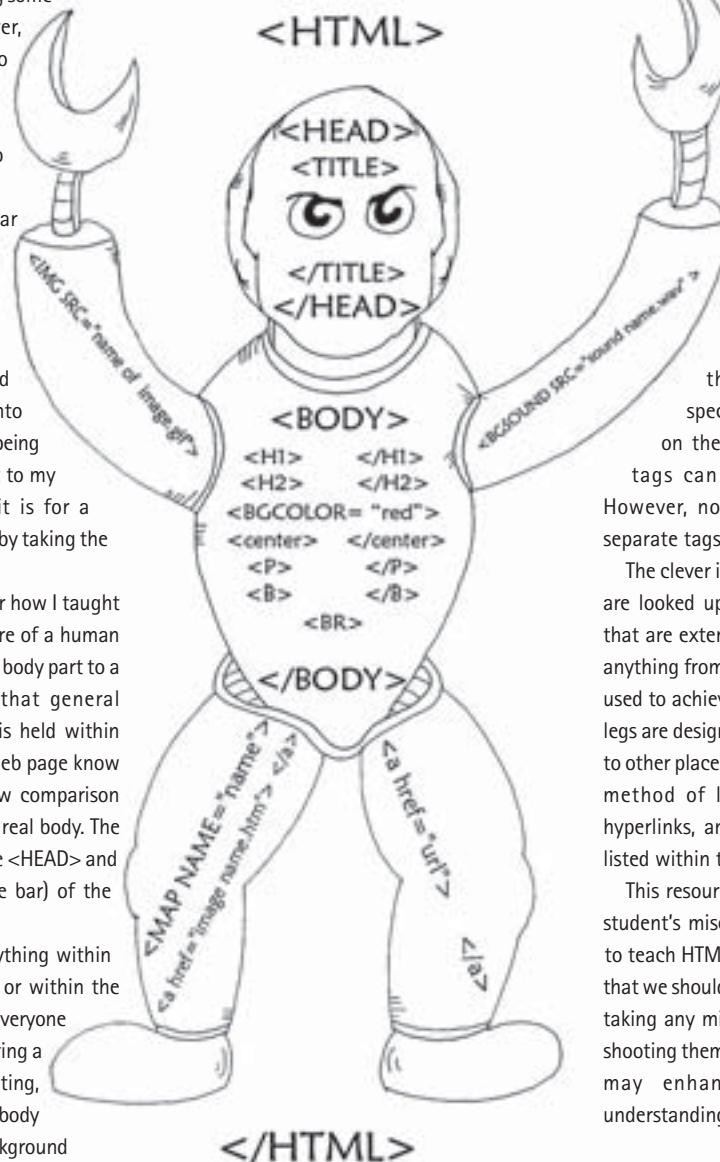 some
<HTML>
<HEAD>
<TITLE>
</TITLE>
</HEAD>
<IMG SRC="name of image.gif">
<BGSOUND SRC="sound name.wav" >
<BODY>
<H1> </H1>
<H2> </H2>
<BGCOLOR= "red">
<center> </center>
<P> </P>
<B> </B>
<BR>
</BODY>
<MAP NAME="name">
<a href="image name.htm"> </a>
<a href="url">
</a>
</HTML>
er,
o
o
ar
d
nto
being
t to my
it is for a
by taking the
r how I taught
re of a human
body part to a
that general
is held within
eb page know
w comparison
real body. The
e <HEAD> and
e bar) of the
ything within
or within the
veryone
ring a
ting,
body
kground
th
spec
on the
tags can
However, no
separate tags
The clever i
are looked up
that are exter
anything from
used to achiev
legs are design
to other place
method of l
hyperlinks, ar
listed within t
This resour
student's misc
to teach HTM
that we should
taking any mi
shooting them
may enhan
understanding